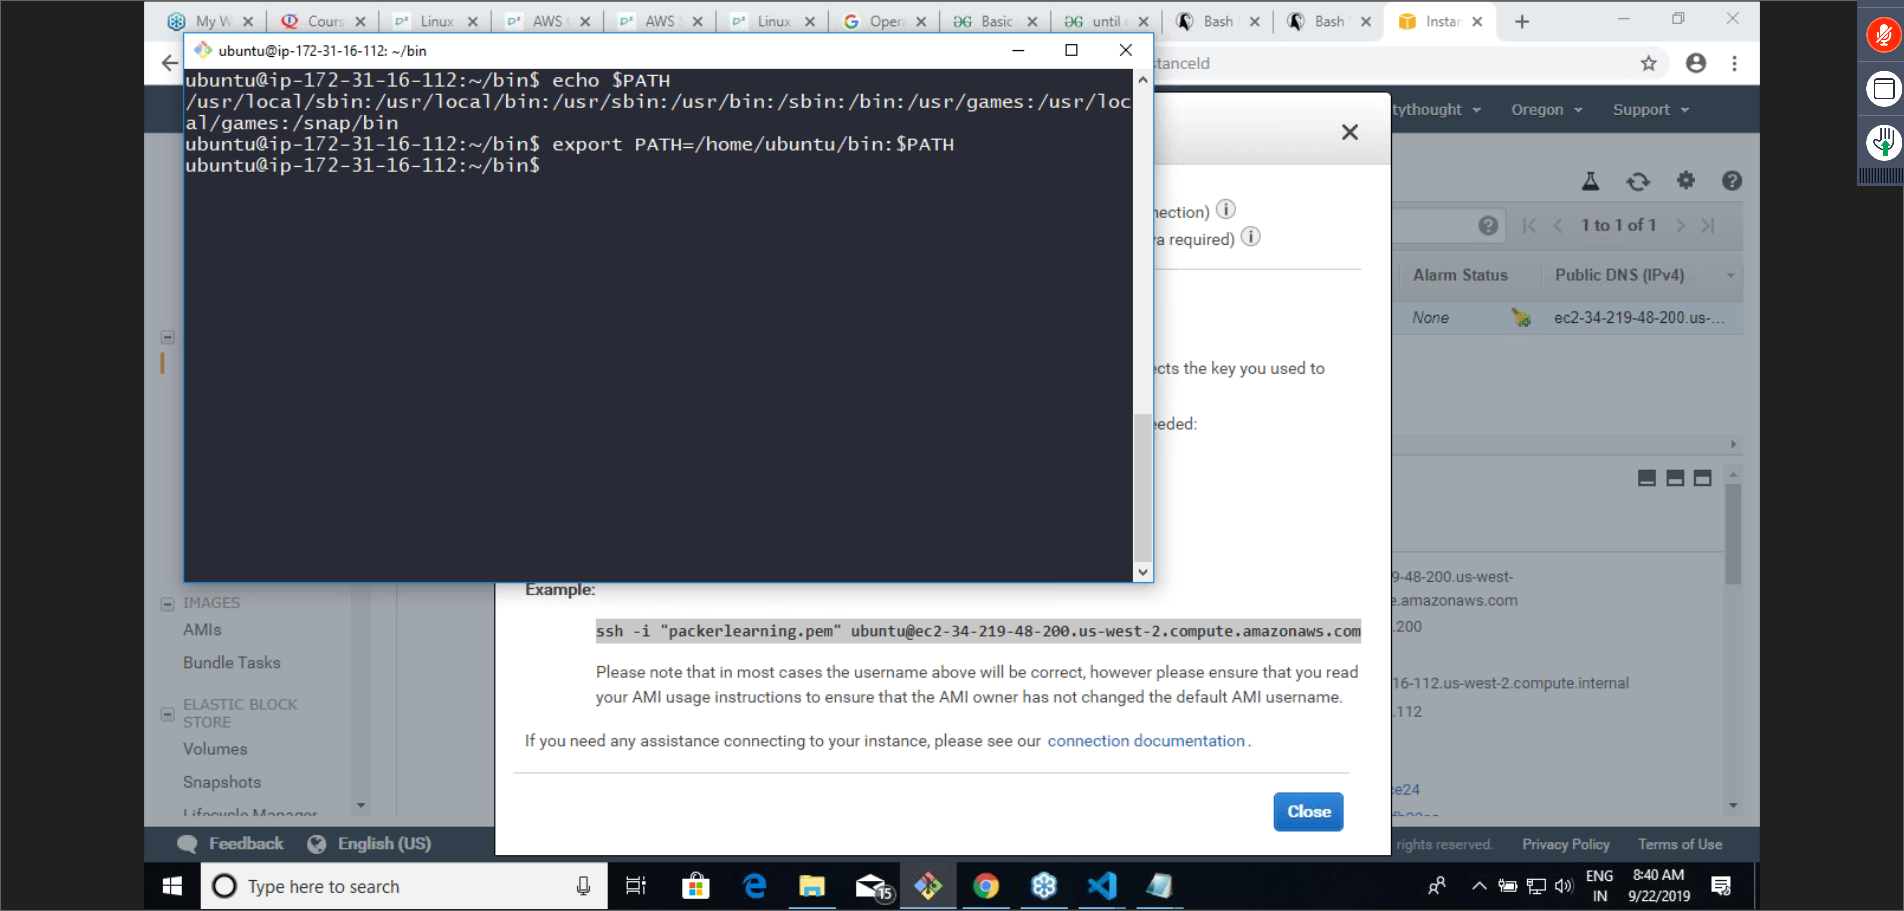 My W
Cours
Linux
AWS
AWS
Linux
Opera
Basic
until
Bash
Bash
Instan
ubuntu@ip-172-31-16-112: ~/bin
stanceId
ubuntu@ip-172-31-16-112:~/bin$ echo $PATH
/usr/local/sbin:/usr/local/bin:/usr/sbin:/usr/bin:/sbin:/bin:/usr/games:/usr/loc
al/games:/snap/bin
ubuntu@ip-172-31-16-112:~/bin$ export PATH=/home/ubuntu/bin:$PATH
ubuntu@ip-172-31-16-112:~/bin$
tythought
Oregon
Support
nection)
va required)
1 to 1 of 1
Alarm Status
Public DNS (IPv4)
None
ec2-34-219-48-200.us-...
ects the key you used to
eeded:
9-48-200.us-west-
e.amazonaws.com
.200
16-112.us-west-2.compute.internal
.112
ce24
IMAGES
AMIs
Bundle Tasks
ELASTIC BLOCK
STORE
Volumes
Snapshots
Lifecycle Manager
Example:
ssh -i "packerlearning.pem" ubuntu@ec2-34-219-48-200.us-west-2.compute.amazonaws.com
Please note that in most cases the username above will be correct, however please ensure that you read
your AMI usage instructions to ensure that the AMI owner has not changed the default AMI username.
If you need any assistance connecting to your instance, please see our connection documentation.
Close
Feedback
English (US)
rights reserved.
Privacy Policy
Terms of Use
Type here to search
15
ENG
IN
8:40 AM
9/22/2019